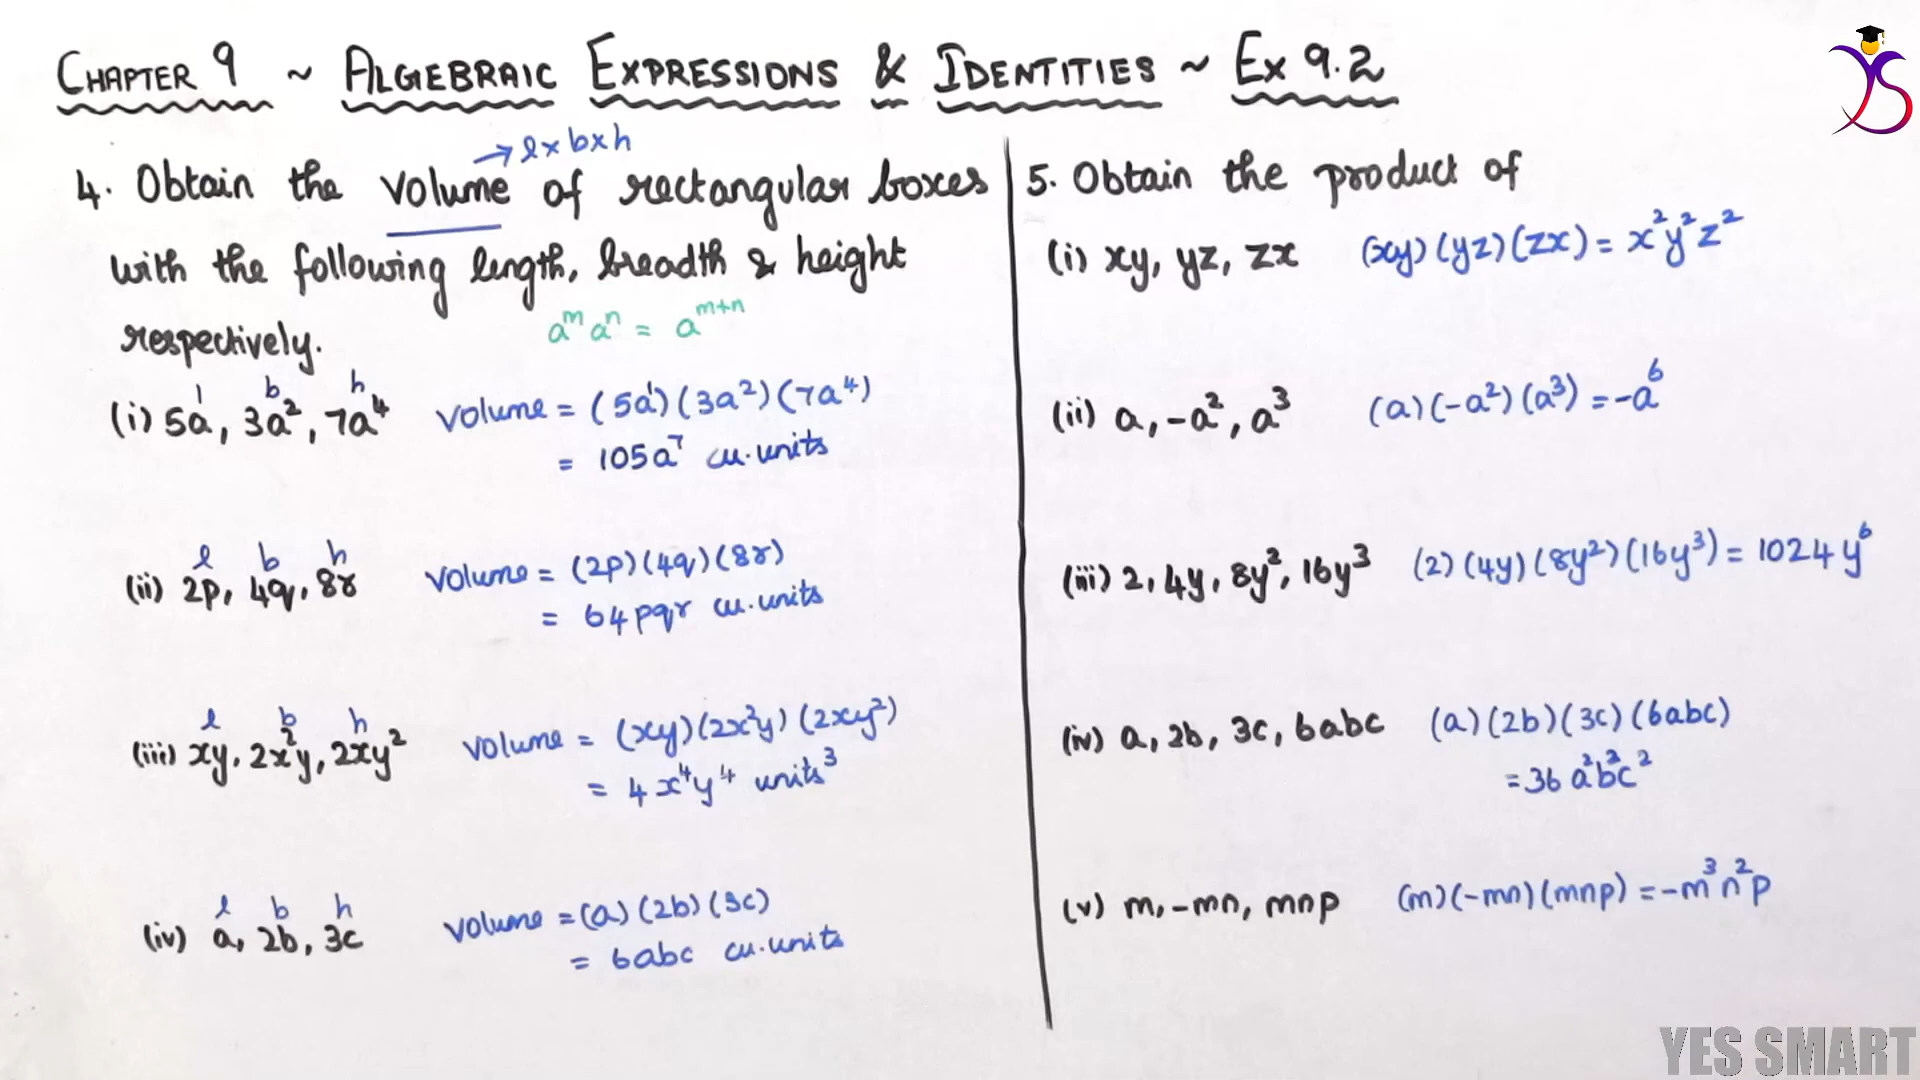 CHAPTER 9 ~ ALGEBRAIC EXPRESSIONS & IDENTITIES ~ Ex 9.2
→ l×b×h
4. Obtain the volume of rectangular boxes
with the following length, breadth & height
respectively.
aᵐ aⁿ = aᵐ⁺ⁿ
l b h
(i) 5a, 3a², 7a⁴ Volume = (5a¹)(3a²)(7a⁴)
= 105a⁷ cu.units
l b h
(ii) 2p, 4q, 8r Volume = (2p)(4q)(8r)
= 64pqr cu.units
l b h
(iii) xy, 2x²y, 2xy² Volume = (xy)(2x²y)(2xy²)
= 4x⁴y⁴ units³
l b h
(iv) a, 2b, 3c Volume = (a)(2b)(3c)
= 6abc cu.units
5. Obtain the product of
(i) xy, yz, zx (xy)(yz)(zx) = x²y²z²
(ii) a, -a², a³ (a)(-a²)(a³) = -a⁶
(iii) 2, 4y, 8y², 16y³ (2)(4y)(8y²)(16y³) = 1024y⁶
(iv) a, 2b, 3c, 6abc (a)(2b)(3c)(6abc)
= 36a²b²c²
(v) m, -mn, mnp (m)(-mn)(mnp) = -m³n²p
YS
YES SMART